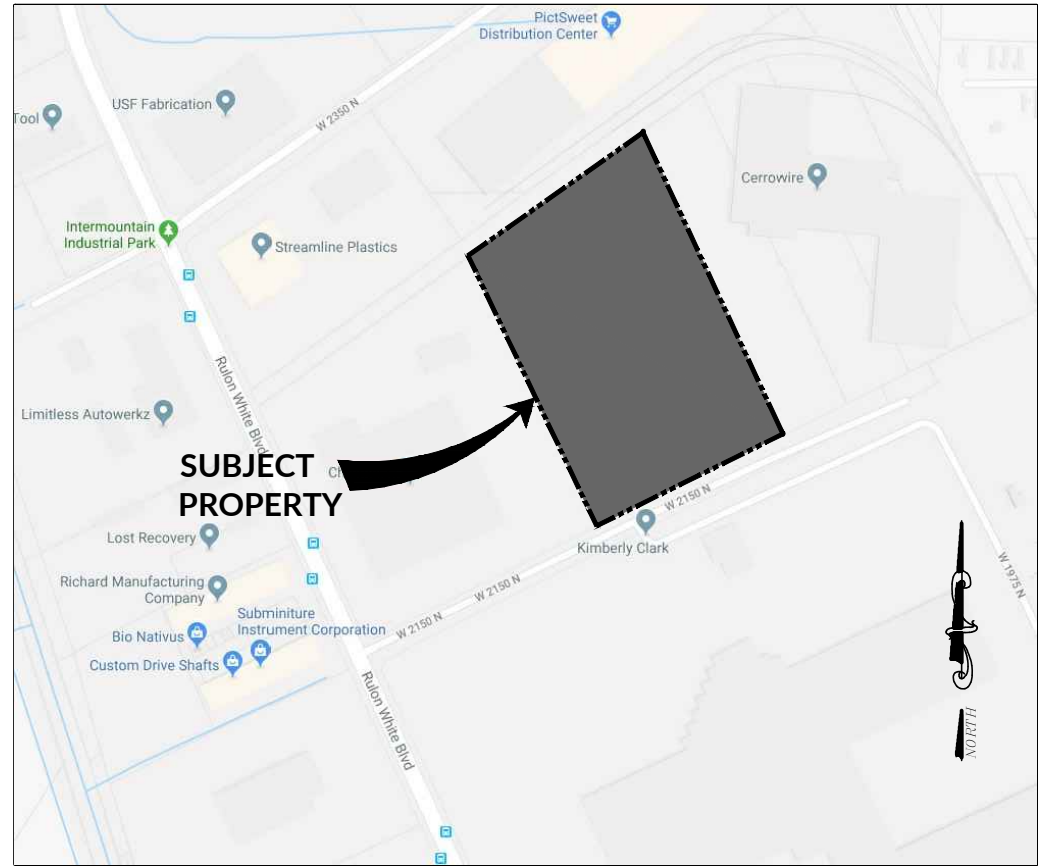 PictSweet
Distribution Center
USF Fabrication
Tool
W 2350 N
Cerrowire
Intermountain
Industrial Park
Streamline Plastics
Rulon White Blvd
Limitless Autowerkz
SUBJECT
PROPERTY
W 2150 N
Kimberly Clark
Lost Recovery
W 2150 N
W 1975 N
Richard Manufacturing
Company
Subminiture
Instrument Corporation
Bio Nativus
W 2150 N
Custom Drive Shafts
Rulon White Blvd
NORTH